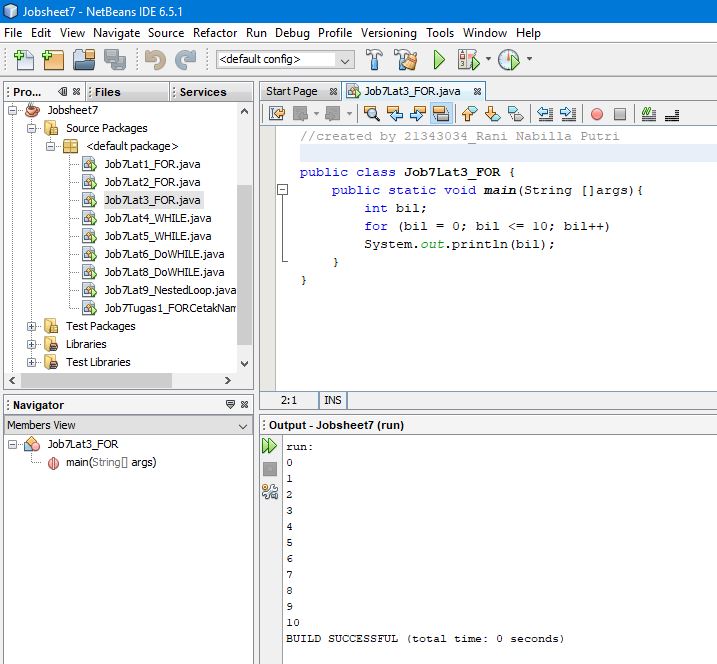 Jobsheet7 - NetBeans IDE 6.5.1
File Edit View Navigate Source Refactor Run Debug Profile Versioning Tools Window Help
<default config>
Pro... Files Services
Jobsheet7
Source Packages
<default package>
Job7Lat1_FOR.java
Job7Lat2_FOR.java
Job7Lat3_FOR.java
Job7Lat4_WHILE.java
Job7Lat5_WHILE.java
Job7Lat6_DoWHILE.java
Job7Lat8_DoWHILE.java
Job7Lat9_NestedLoop.java
Job7Tugas1_FORCetakNam
Test Packages
Libraries
Test Libraries
Navigator
Members View
Job7Lat3_FOR
main(String[] args)
Start Page Job7Lat3_FOR.java
//created by 21343034_Rani Nabilla Putri
public class Job7Lat3_FOR {
public static void main(String []args){
int bil;
for (bil = 0; bil <= 10; bil++)
System.out.println(bil);
}
}
2:1 INS
Output - Jobsheet7 (run)
run:
0
1
2
3
4
5
6
7
8
9
10
BUILD SUCCESSFUL (total time: 0 seconds)